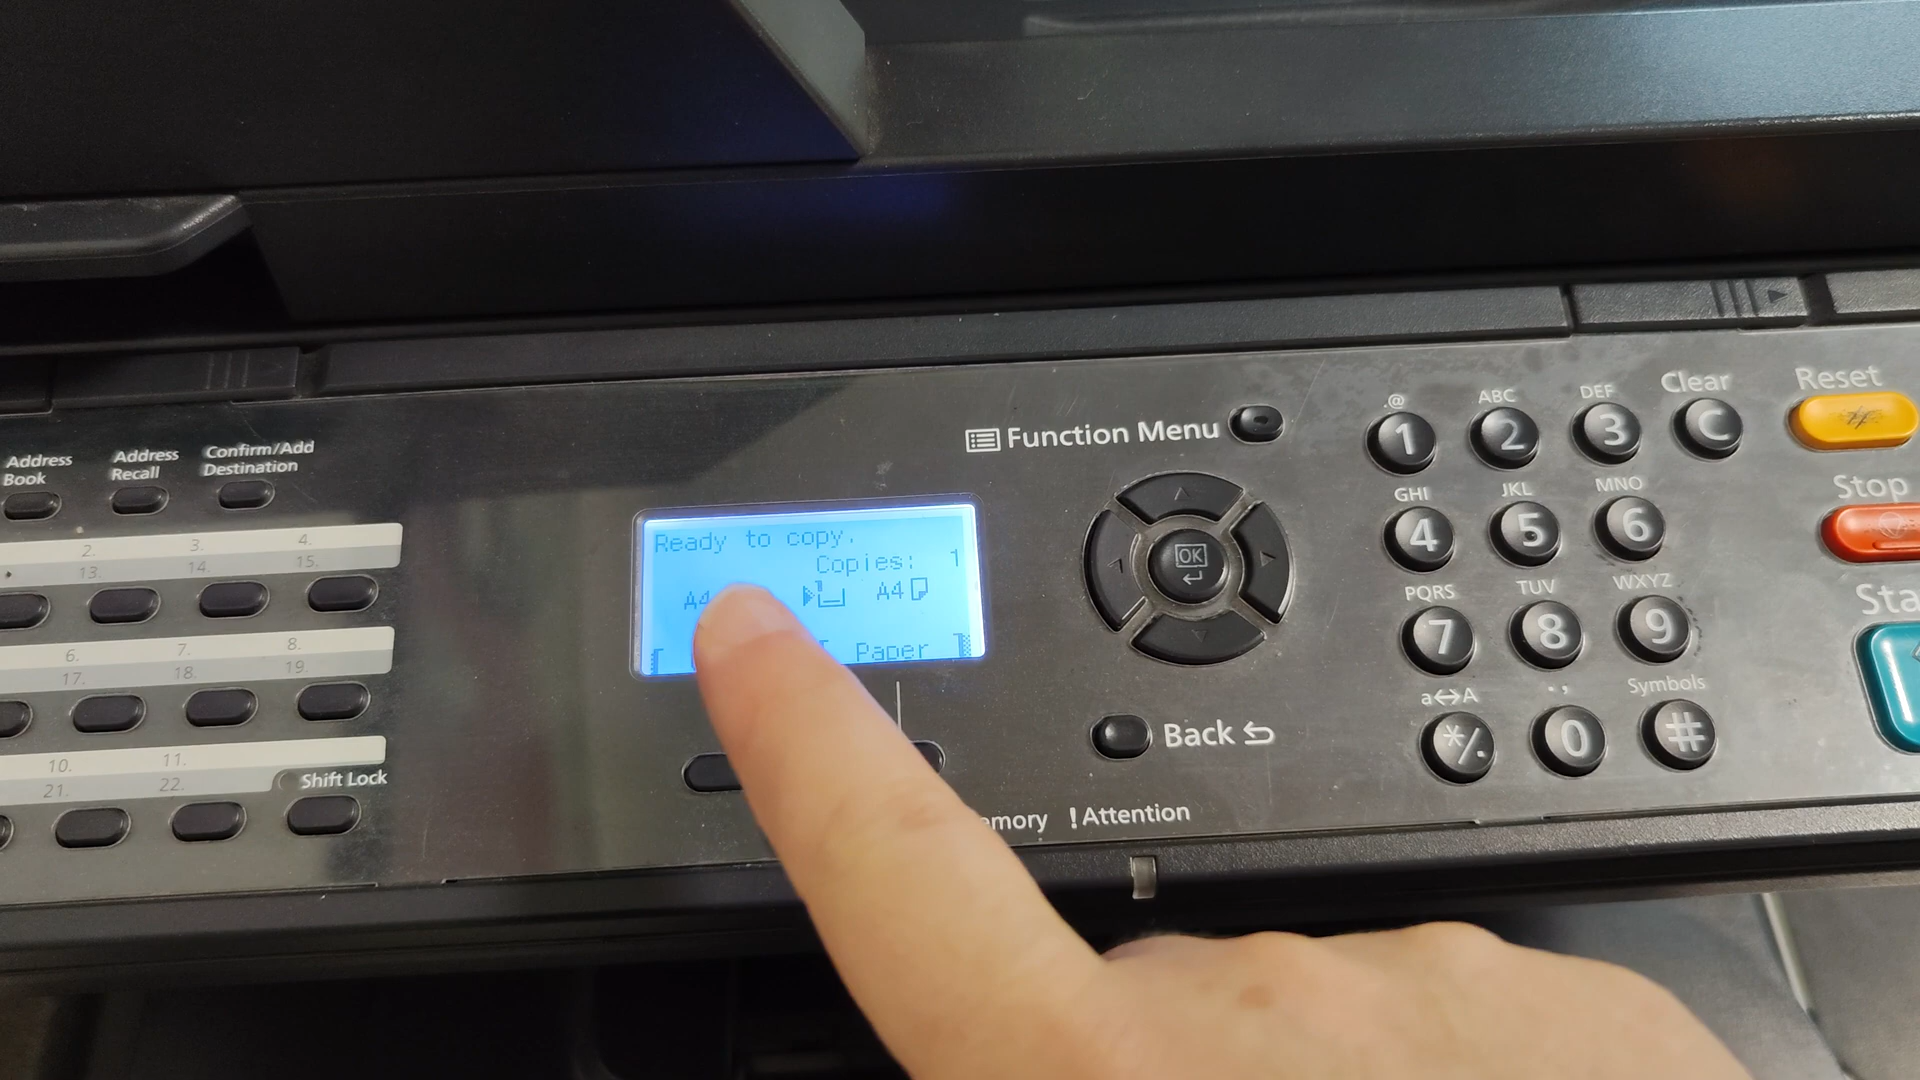 Address Book
Address Recall
Confirm/Add Destination
2. 3. 4.
13. 14. 15.
6. 7. 8.
17. 18. 19.
10. 11.
21. 22.
Shift Lock
Ready to copy.
Copies: 1
A4 A4
[ [ Paper ]
Function Menu
OK
Back
!Attention
.@ ABC DEF Clear
1 2 3 C
GHI JKL MNO
4 5 6
PQRS TUV WXYZ
7 8 9
a↔A ., Symbols
*/. 0 #
Reset
Stop